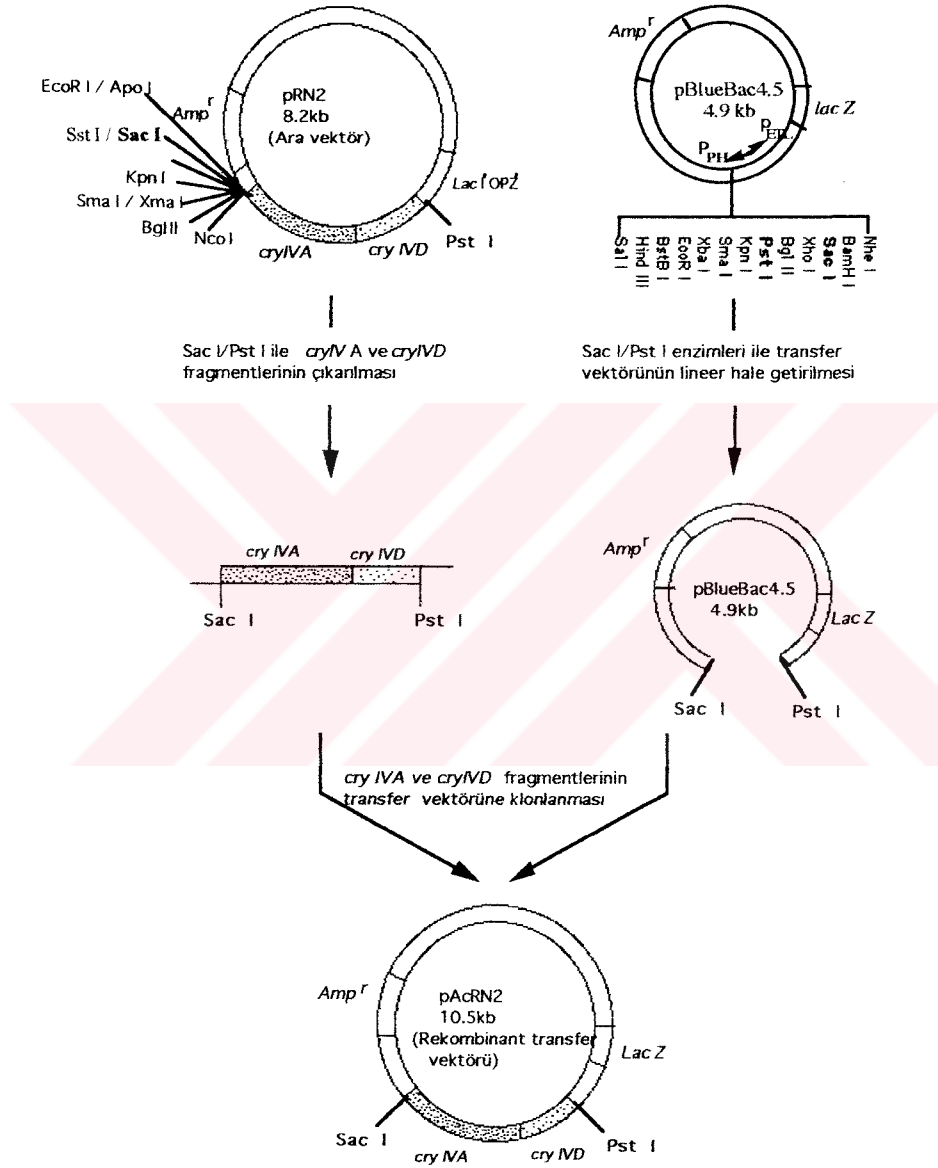 Amp r
pRN2
8.2kb
(Ara vektör)
EcoR I / Apo I
Sst I / Sac I
Kpn I
Sma I / Xma I
Bgl II
Nco I
cryIVA
cry IVD
Pst I
Amp r
pBlueBac4.5
4.9 kb
lac Z
P PH
P ETL
Sal I
Hind III
BstB I
EcoR I
Xba I
Sma I
Kpn I
Pst I
Bgl II
Xho I
Sac I
BamH I
Nhe I
Sac I/Pst I ile cryIV A ve cryIVD
fragmentlerinin çıkarılması
Sac I/Pst I enzimleri ile transfer
vektörünün lineer hale getirilmesi
cry IVA
cry IVD
Sac I
Pst I
Amp r
pBlueBac4.5
4.9kb
Lac Z
Sac I
Pst I
cry IVA ve cryIVD fragmentlerinin
transfer vektörüne klonlanması
Amp r
pAcRN2
10.5kb
(Rekombinant transfer
vektörü)
Lac Z
Sac I
cry IVA
cry IVD
Pst I